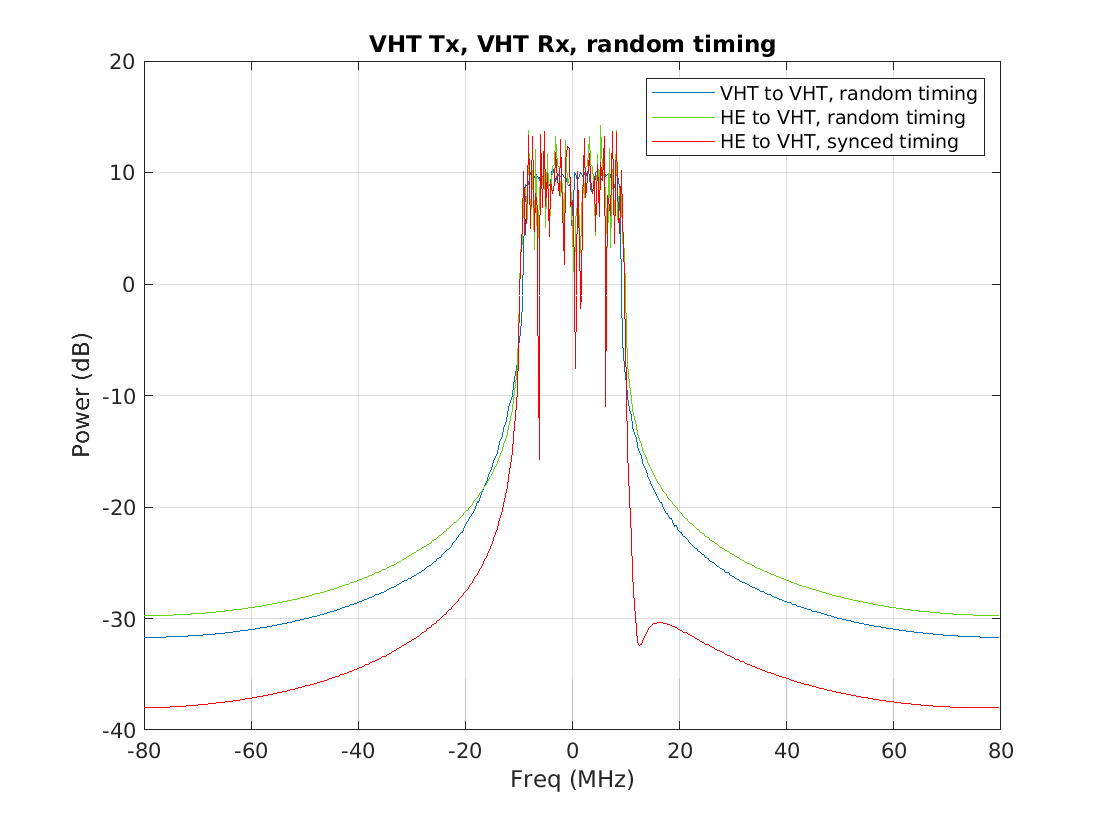 VHT Tx, VHT Rx, random timing
VHT to VHT, random timing
HE to VHT, random timing
HE to VHT, synced timing
20
10
0
-10
-20
-30
-40
Power (dB)
-80 -60 -40 -20 0 20 40 60 80
Freq (MHz)